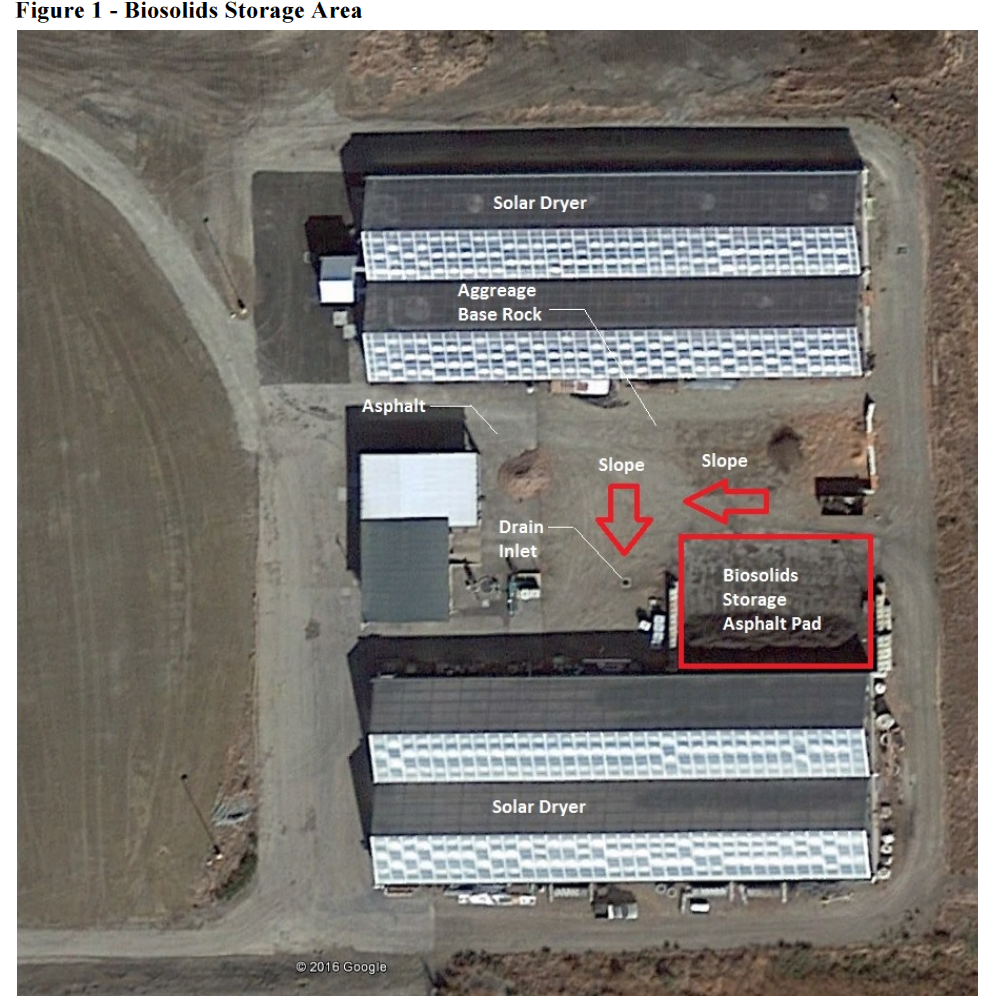 Figure 1 - Biosolids Storage Area
Solar Dryer
Aggreage
Base Rock
Asphalt
Slope
Slope
Drain
Inlet
Biosolids
Storage
Asphalt Pad
Solar Dryer
© 2016 Google